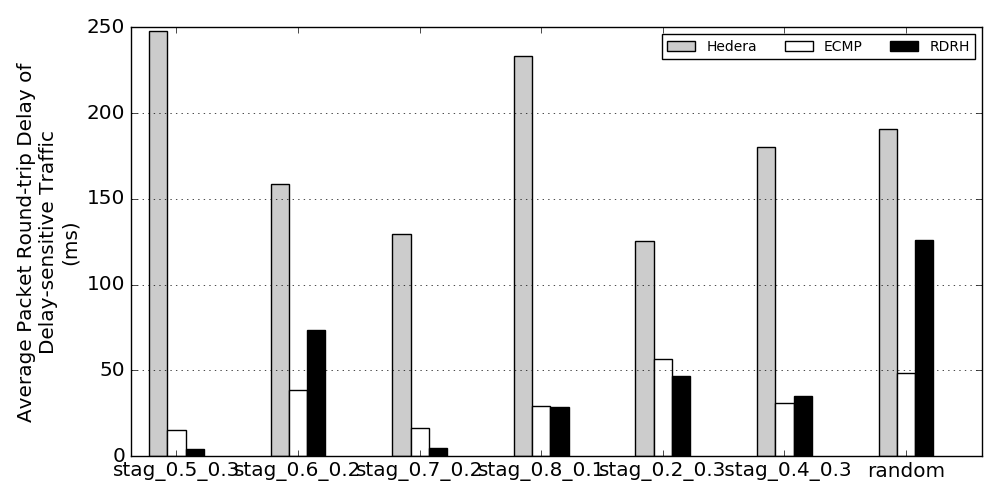 Average Packet Round-trip Delay of
Delay-sensitive Traffic
(ms)
250
200
150
100
50
0
Hedera ECMP RDRH
stag_0.5_0.3 stag_0.6_0.2 stag_0.7_0.2 stag_0.8_0.1 stag_0.2_0.3 stag_0.4_0.3 random